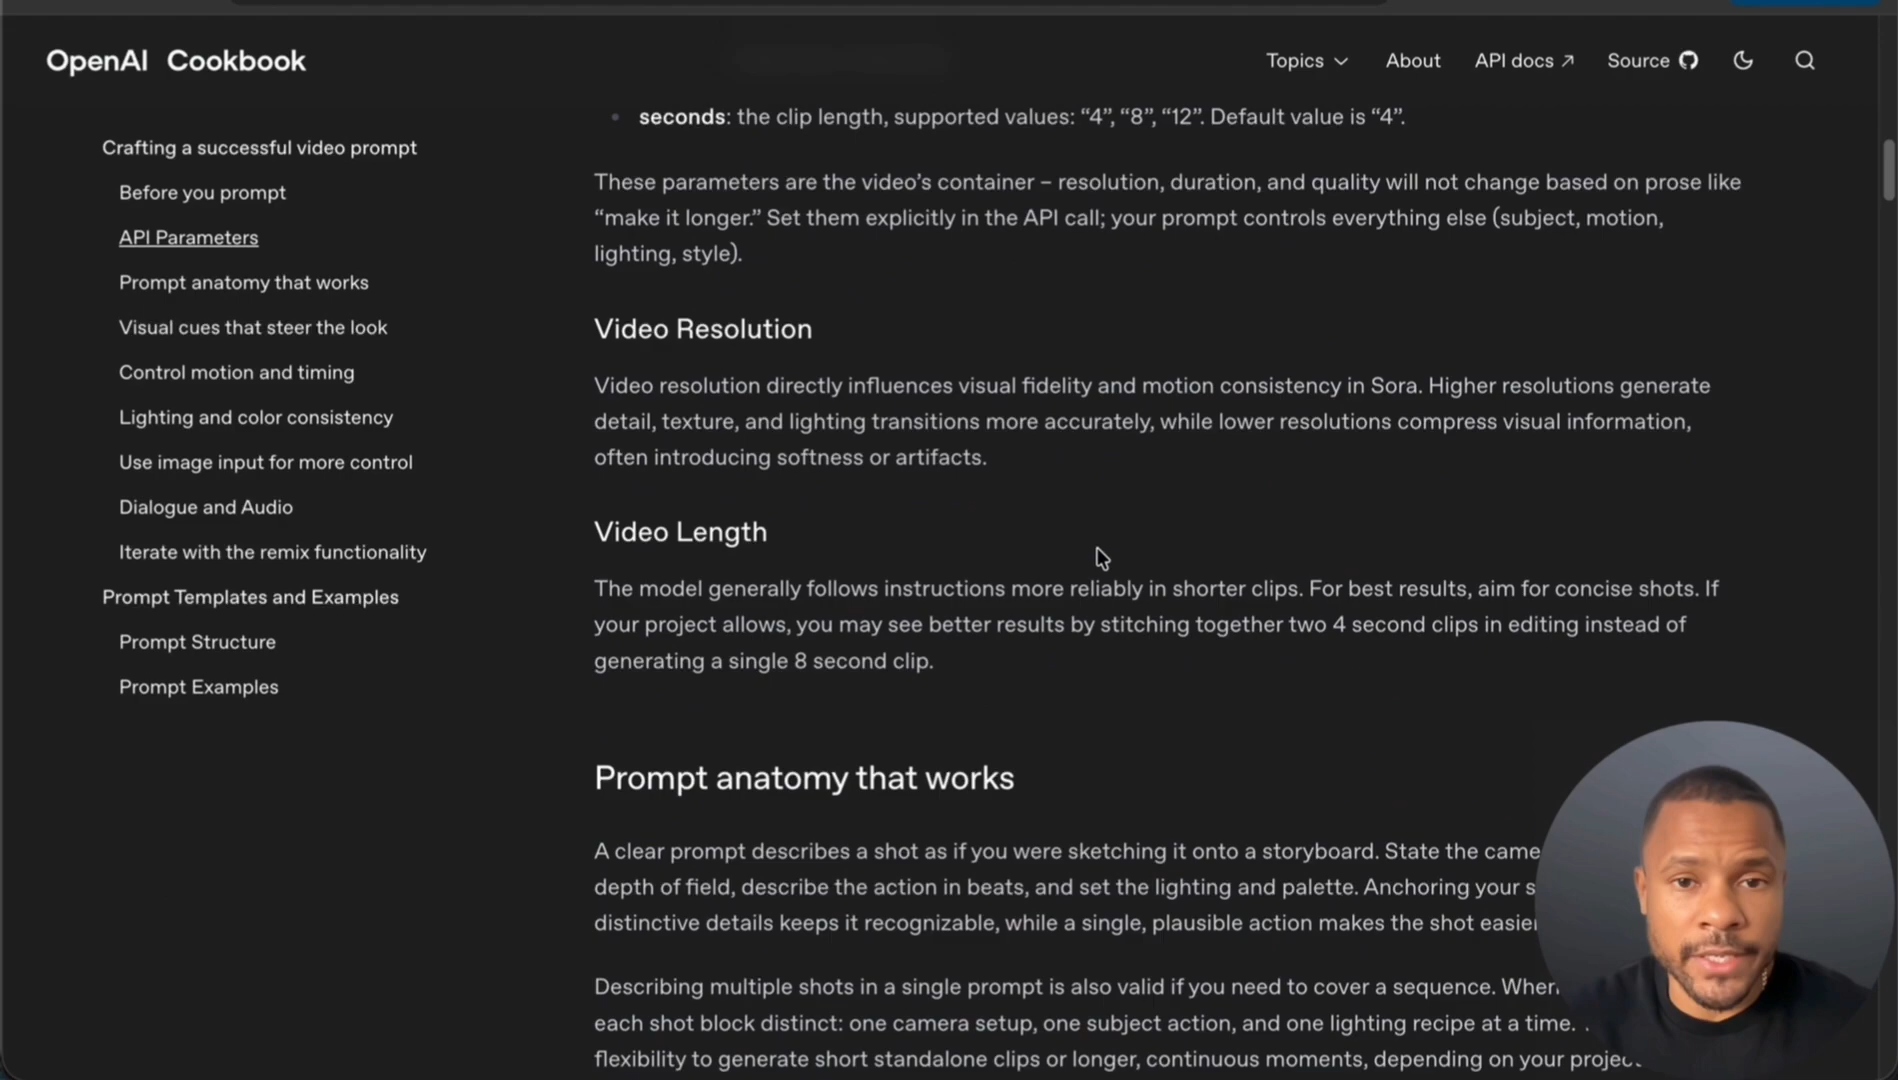 OpenAI Cookbook
Topics
About
API docs ↗
Source
Crafting a successful video prompt
Before you prompt
API Parameters
Prompt anatomy that works
Visual cues that steer the look
Control motion and timing
Lighting and color consistency
Use image input for more control
Dialogue and Audio
Iterate with the remix functionality
Prompt Templates and Examples
Prompt Structure
Prompt Examples
• seconds: the clip length, supported values: “4”, “8”, “12”. Default value is “4”.
These parameters are the video’s container – resolution, duration, and quality will not change based on prose like
“make it longer.” Set them explicitly in the API call; your prompt controls everything else (subject, motion,
lighting, style).
Video Resolution
Video resolution directly influences visual fidelity and motion consistency in Sora. Higher resolutions generate
detail, texture, and lighting transitions more accurately, while lower resolutions compress visual information,
often introducing softness or artifacts.
Video Length
The model generally follows instructions more reliably in shorter clips. For best results, aim for concise shots. If
your project allows, you may see better results by stitching together two 4 second clips in editing instead of
generating a single 8 second clip.
Prompt anatomy that works
A clear prompt describes a shot as if you were sketching it onto a storyboard. State the
depth of field, describe the action in beats, and set the lighting and palette. Anchoring your
distinctive details keeps it recognizable, while a single, plausible action makes the shot easier
Describing multiple shots in a single prompt is also valid if you need to cover a sequence.
each shot block distinct: one camera setup, one subject action, and one lighting recipe at a time.
flexibility to generate short standalone clips or longer, continuous moments, depending on your